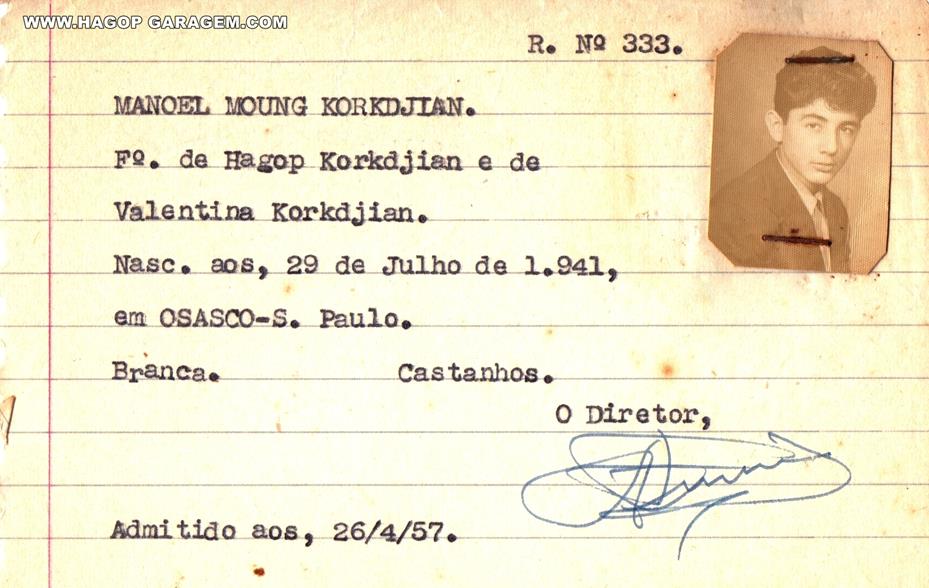 WWW.HAGOP GARAGEM.COM
R. Nº 333.
MANOEL MOUNG KORKDJIAN.
Fº. de Hagop Korkdjian e de
Valentina Korkdjian.
Nasc. aos, 29 de Julho de 1.941,
em OSASCO-S. Paulo.
Branca. Castanhos.
O Diretor,
Admitido aos, 26/4/57.